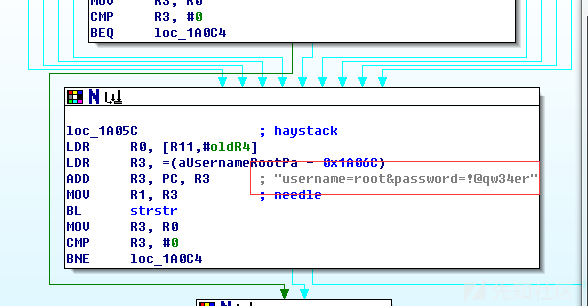 MOV R3, R0
CMP R3, #0
BEQ loc_1A0C4
loc_1A05C ; haystack
LDR R0, [R11,#oldR4]
LDR R3, =(aUsernameRootPa - 0x1A06C)
ADD R3, PC, R3 ; "username=root&password=!@qw34er"
MOV R1, R3 ; needle
BL strstr
MOV R3, R0
CMP R3, #0
BNE loc_1A0C4